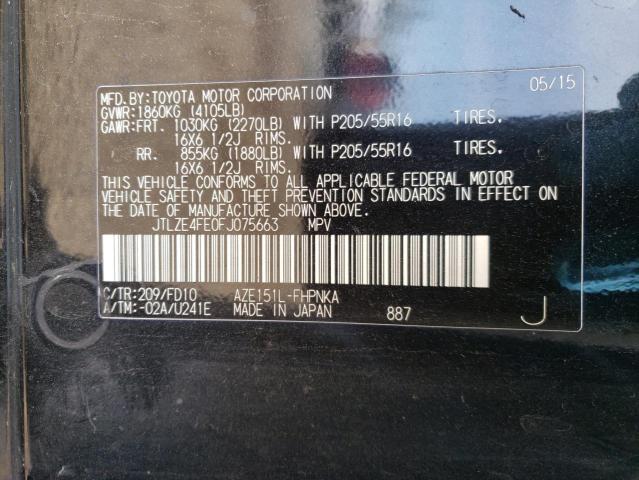 MFD.BY:TOYOTA MOTOR CORPORATION 05/15
GVWR:1860KG (4105LB)
GAWR:FRT. 1030KG (2270LB) WITH P205/55R16 TIRES.
16X6 1/2J RIMS.
RR. 855KG (1880LB) WITH P205/55R16 TIRES.
16X6 1/2J RIMS.
THIS VEHICLE CONFORMS TO ALL APPLICABLE FEDERAL MOTOR
VEHICLE SAFETY AND THEFT PREVENTION STANDARDS IN EFFECT ON
THE DATE OF MANUFACTURE SHOWN ABOVE.
JTLZE4FE0FJ075663 MPV
C/TR:209/FD10 AZE151L-FHPNKA
A/TM:-02A/U241E MADE IN JAPAN 887 J